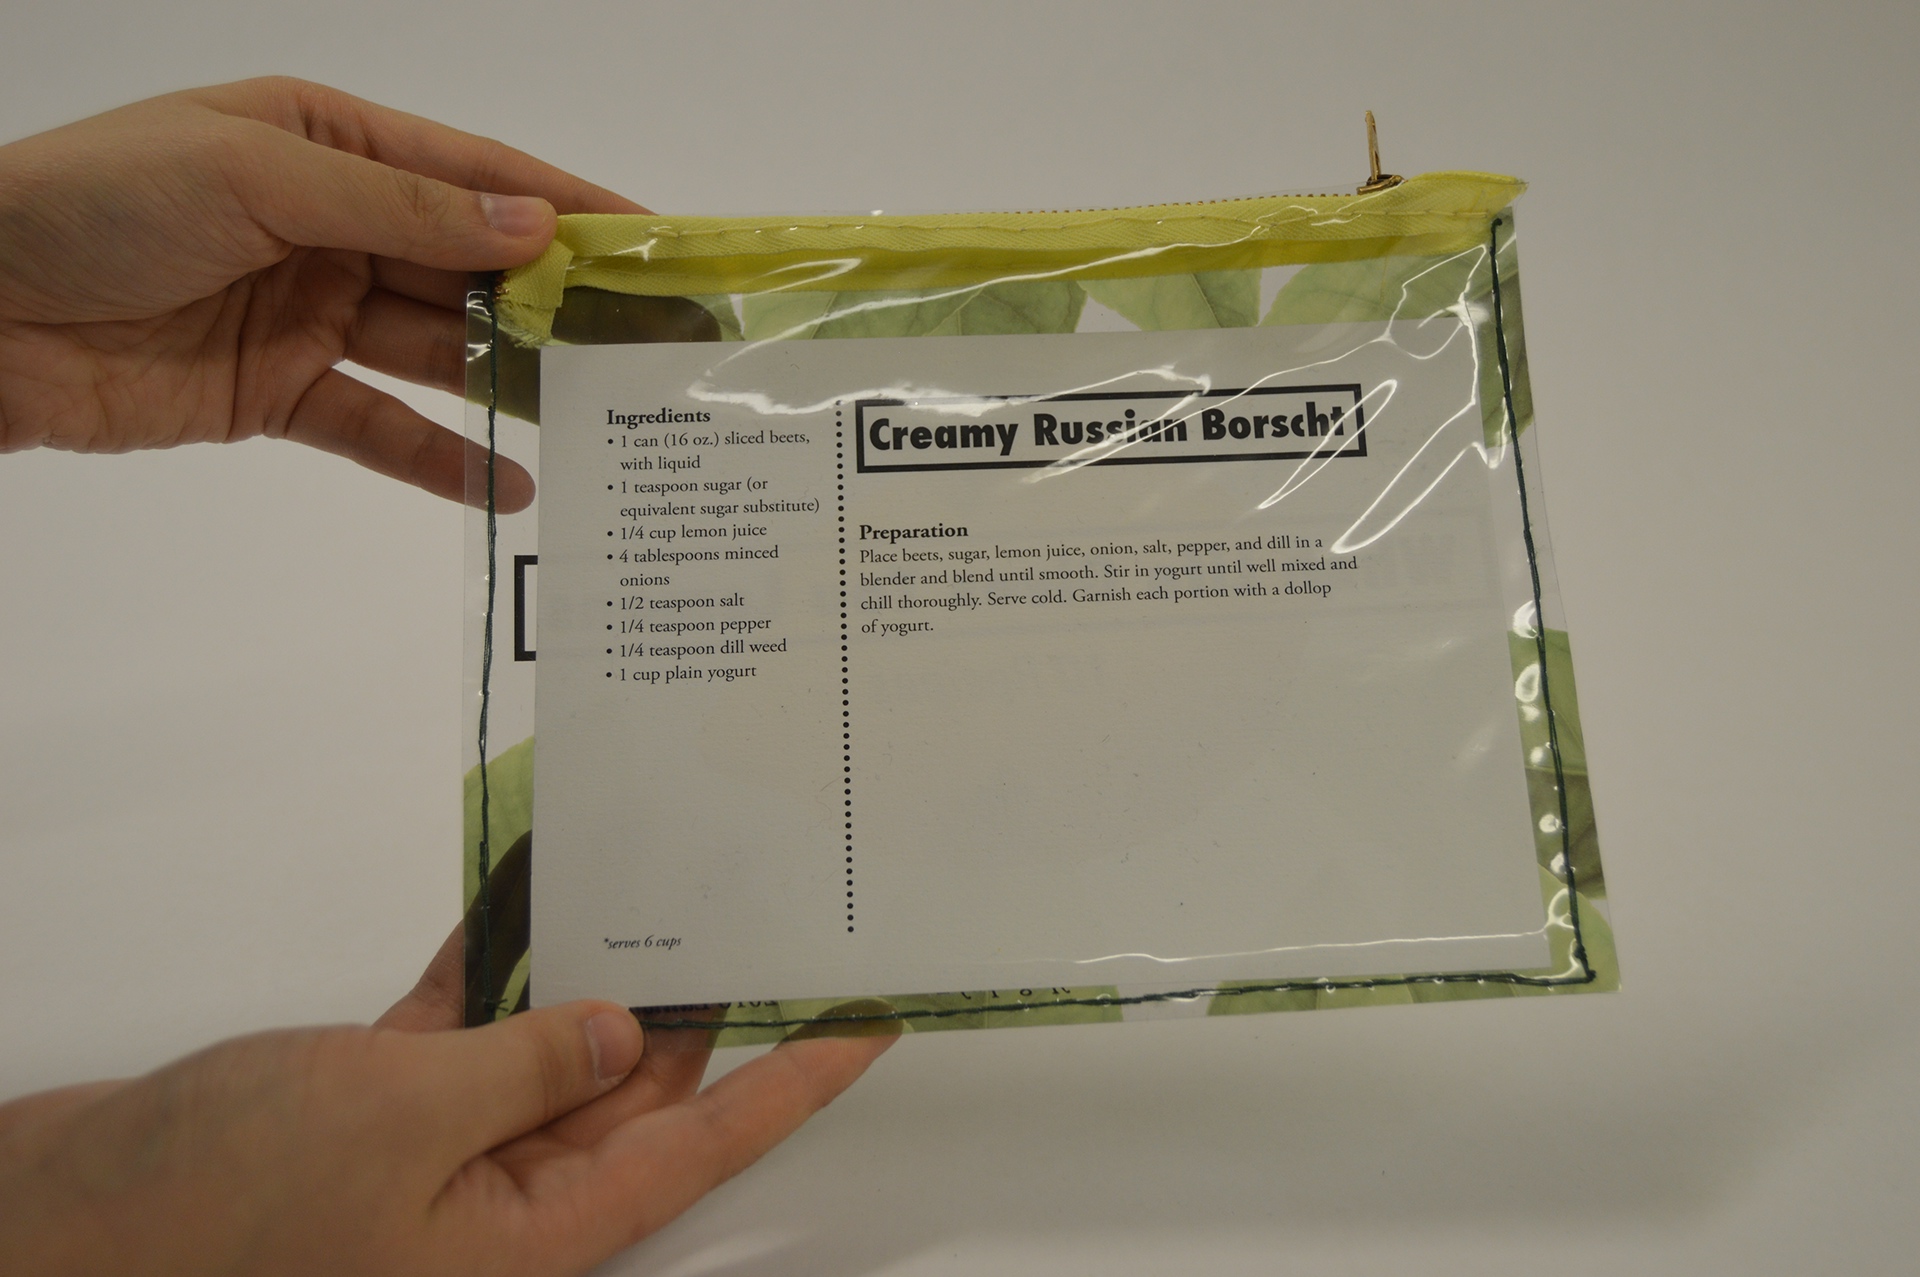 Ingredients
• 1 can (16 oz.) sliced beets,
with liquid
• 1 teaspoon sugar (or
equivalent sugar substitute)
• 1/4 cup lemon juice
• 4 tablespoons minced
onions
• 1/2 teaspoon salt
• 1/4 teaspoon pepper
• 1/4 teaspoon dill weed
• 1 cup plain yogurt
*serves 6 cups
Creamy Russian Borscht
Preparation
Place beets, sugar, lemon juice, onion, salt, pepper, and dill in a
blender and blend until smooth. Stir in yogurt until well mixed and
chill thoroughly. Serve cold. Garnish each portion with a dollop
of yogurt.